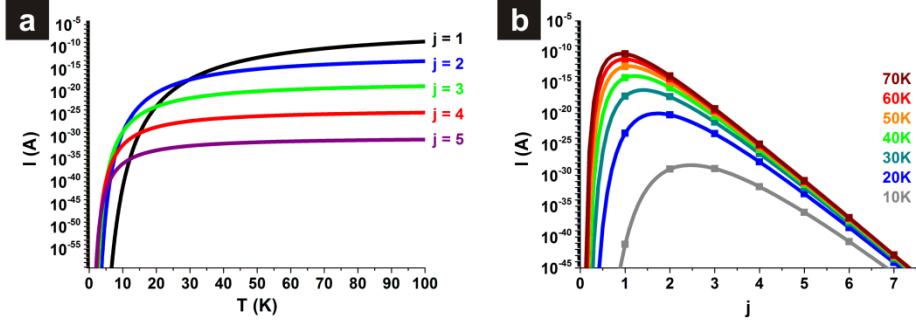 a
I (A)
10⁻⁵
10⁻¹⁰
10⁻¹⁵
10⁻²⁰
10⁻²⁵
10⁻³⁰
10⁻³⁵
10⁻⁴⁰
10⁻⁴⁵
10⁻⁵⁰
10⁻⁵⁵
0 10 20 30 40 50 60 70 80 90 100
T (K)
j = 1
j = 2
j = 3
j = 4
j = 5
b
I (A)
10⁻⁵
10⁻¹⁰
10⁻¹⁵
10⁻²⁰
10⁻²⁵
10⁻³⁰
10⁻³⁵
10⁻⁴⁰
10⁻⁴⁵
0 1 2 3 4 5 6 7
j
70K
60K
50K
40K
30K
20K
10K